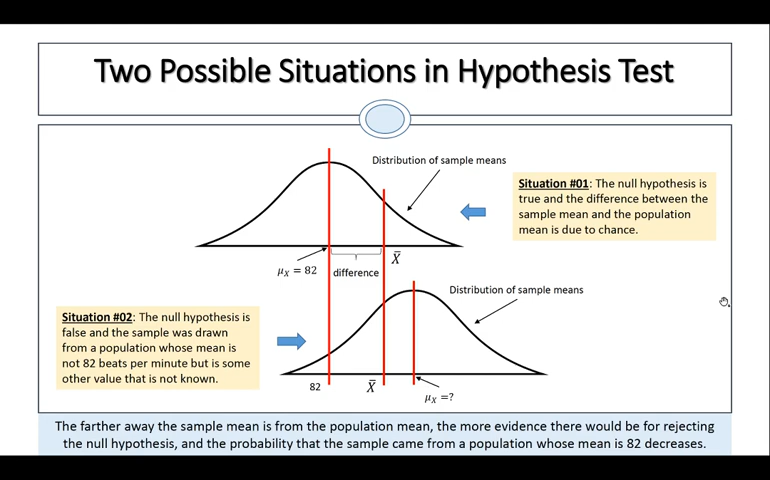 Two Possible Situations in Hypothesis Test
Distribution of sample means
Situation #01: The null hypothesis is
true and the difference between the
sample mean and the population
mean is due to chance.
μ_X = 82
difference
X̄
Distribution of sample means
Situation #02: The null hypothesis is
false and the sample was drawn
from a population whose mean is
not 82 beats per minute but is some
other value that is not known.
82
X̄
μ_X =?
The farther away the sample mean is from the population mean, the more evidence there would be for rejecting
the null hypothesis, and the probability that the sample came from a population whose mean is 82 decreases.